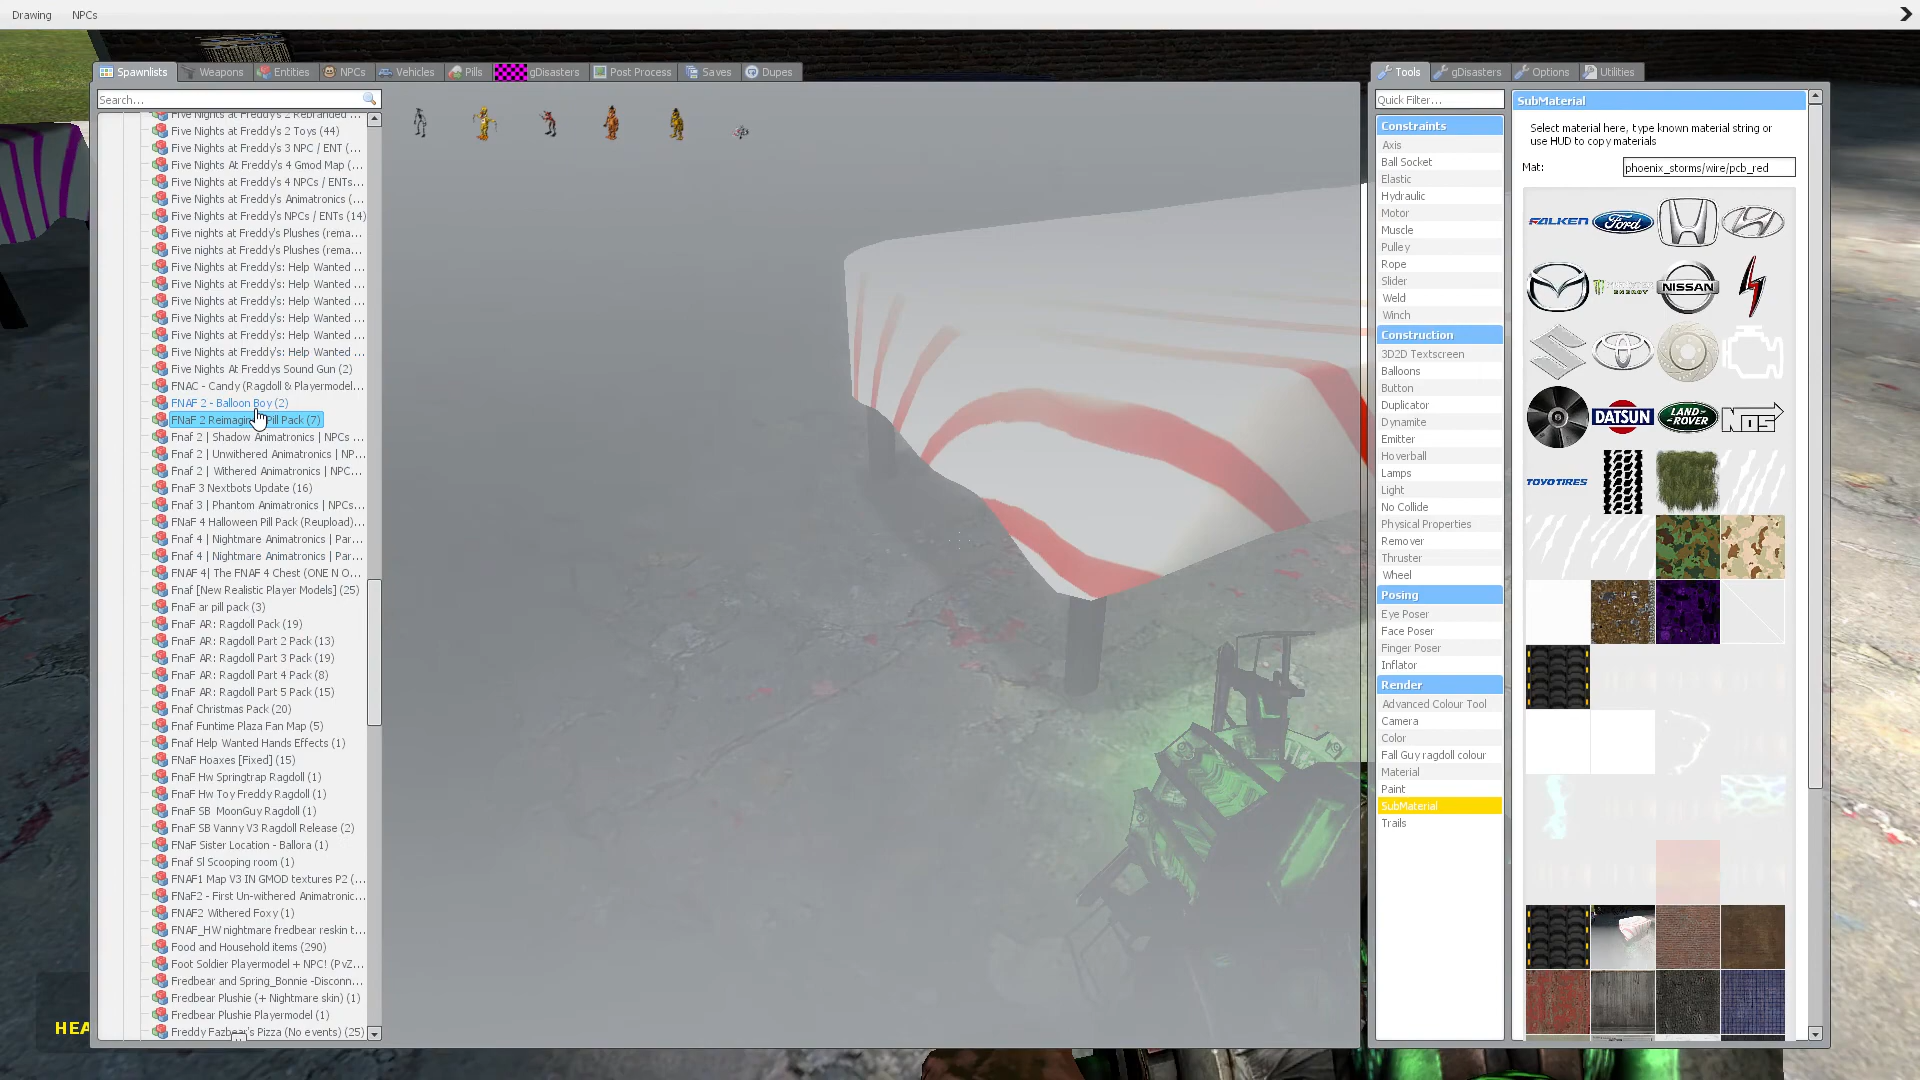 Drawing NPCs
Spawnlists Weapons Entities NPCs Vehicles Pills gDisasters Post Process Saves Dupes
Search...
Five Nights at Freddy's 2 Rebranded ...
Five Nights at Freddy's 2 Toys (44)
Five Nights at Freddy's 3 NPC / ENT (...
Five Nights At Freddy's 4 Gmod Map (...
Five Nights at Freddy's 4 NPCs / ENTs...
Five Nights at Freddy's Animatronics (...
Five Nights at Freddy's NPCs / ENTs (14)
Five nights at Freddy's Plushes (rema...
Five nights at Freddy's Plushes (rema...
Five Nights at Freddy's: Help Wanted ...
Five Nights at Freddy's: Help Wanted ...
Five Nights at Freddy's: Help Wanted ...
Five Nights at Freddy's: Help Wanted ...
Five Nights at Freddy's: Help Wanted ...
Five Nights at Freddy's: Help Wanted ...
Five Nights At Freddys Sound Gun (2)
FNAC - Candy (Ragdoll & Playermodel...
FNAF 2 - Balloon Boy (2)
FNaF 2 Reimagin Pill Pack (7)
Fnaf 2 | Shadow Animatronics | NPCs ...
Fnaf 2 | Unwithered Animatronics | NP...
Fnaf 2 | Withered Animatronics | NPC...
FnaF 3 Nextbots Update (16)
Fnaf 3 | Phantom Animatronics | NPCs...
FNaF 4 Halloween Pill Pack (Reupload)...
Fnaf 4 | Nightmare Animatronics | Par...
Fnaf 4 | Nightmare Animatronics | Par...
FNAF 4| The FNAF 4 Chest (ONE N O...
Fnaf [New Realistic Player Models] (25)
FnaF ar pill pack (3)
FnaF AR: Ragdoll Pack (19)
FnaF AR: Ragdoll Part 2 Pack (13)
FnaF AR: Ragdoll Part 3 Pack (19)
FnaF AR: Ragdoll Part 4 Pack (8)
FnaF AR: Ragdoll Part 5 Pack (15)
Fnaf Christmas Pack (20)
Fnaf Funtime Plaza Fan Map (5)
Fnaf Help Wanted Hands Effects (1)
FNaF Hoaxes [Fixed] (15)
FnaF Hw Springtrap Ragdoll (1)
FnaF Hw Toy Freddy Ragdoll (1)
FnaF SB MoonGuy Ragdoll (1)
FnaF SB Vanny V3 Ragdoll Release (2)
FNaF Sister Location - Ballora (1)
Fnaf Sl Scooping room (1)
FNAF1 Map V3 IN GMOD textures P2 (...
FNaF2 - First Un-withered Animatronic...
FNAF2 Withered Foxy (1)
FNAF_HW nightmare fredbear reskin t...
Food and Household items (290)
Foot Soldier Playermodel + NPC! (PvZ...
Fredbear and Spring_Bonnie -Disconn...
Fredbear Plushie (+ Nightmare skin) (1)
Fredbear Plushie Playermodel (1)
Freddy Fazbear's Pizza (No events) (25)
HEA
Tools gDisasters Options Utilities
Quick Filter...
Constraints
Axis
Ball Socket
Elastic
Hydraulic
Motor
Muscle
Pulley
Rope
Slider
Weld
Winch
Construction
3D2D Textscreen
Balloons
Button
Duplicator
Dynamite
Emitter
Hoverball
Lamps
Light
No Collide
Physical Properties
Remover
Thruster
Wheel
Posing
Eye Poser
Face Poser
Finger Poser
Inflator
Render
Advanced Colour Tool
Camera
Color
Fall Guy ragdoll colour
Material
Paint
SubMaterial
Trails
SubMaterial
Select material here, type known material string or
use HUD to copy materials
Mat: phoenix_storms/wire/pcb_red
FALKEN Ford
ENERGY NISSAN
DATSUN LAND-ROVER NOS
TOYO TIRES